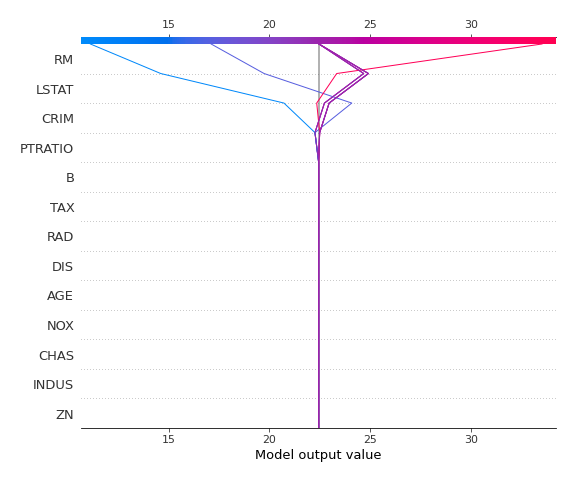 15 20 25 30
RM
LSTAT
CRIM
PTRATIO
B
TAX
RAD
DIS
AGE
NOX
CHAS
INDUS
ZN
15 20 25 30
Model output value